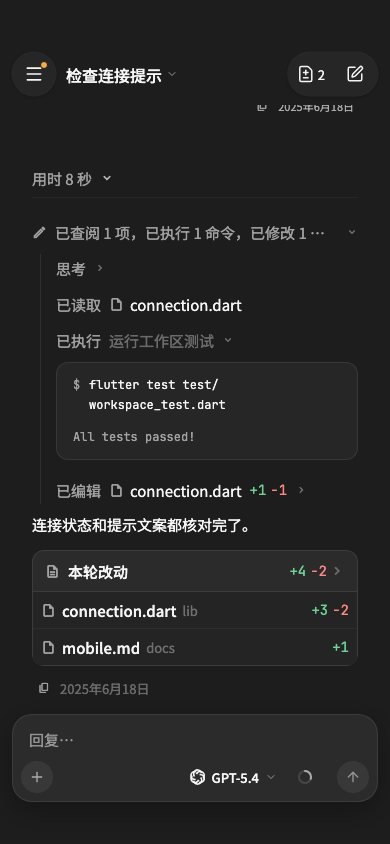 检查连接提示
2
2025年6月18日
用时 8 秒
已查阅 1 项，已执行 1 命令，已修改 1 …
思考
已读取 connection.dart
已执行 运行工作区测试
$ flutter test test/
workspace_test.dart
All tests passed!
已编辑 connection.dart +1 -1
连接状态和提示文案都核对完了。
本轮改动 +4 -2
connection.dart lib +3 -2
mobile.md docs +1
2025年6月18日
回复…
GPT-5.4